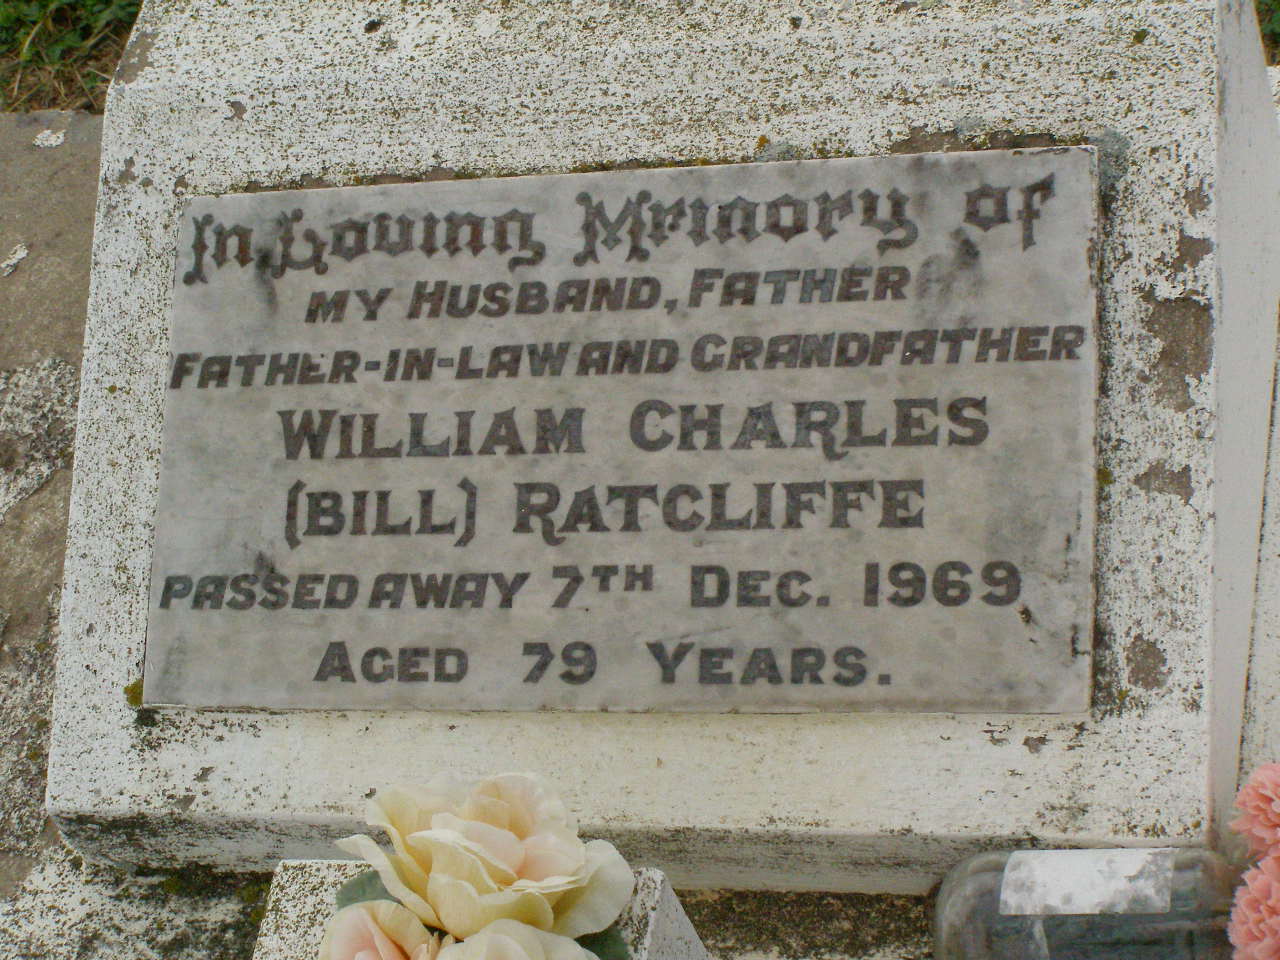 In Loving Memory of
MY HUSBAND, FATHER
FATHER-IN-LAW AND GRANDFATHER
WILLIAM CHARLES
(BILL) RATCLIFFE
PASSED AWAY 7TH DEC. 1969
AGED 79 YEARS.